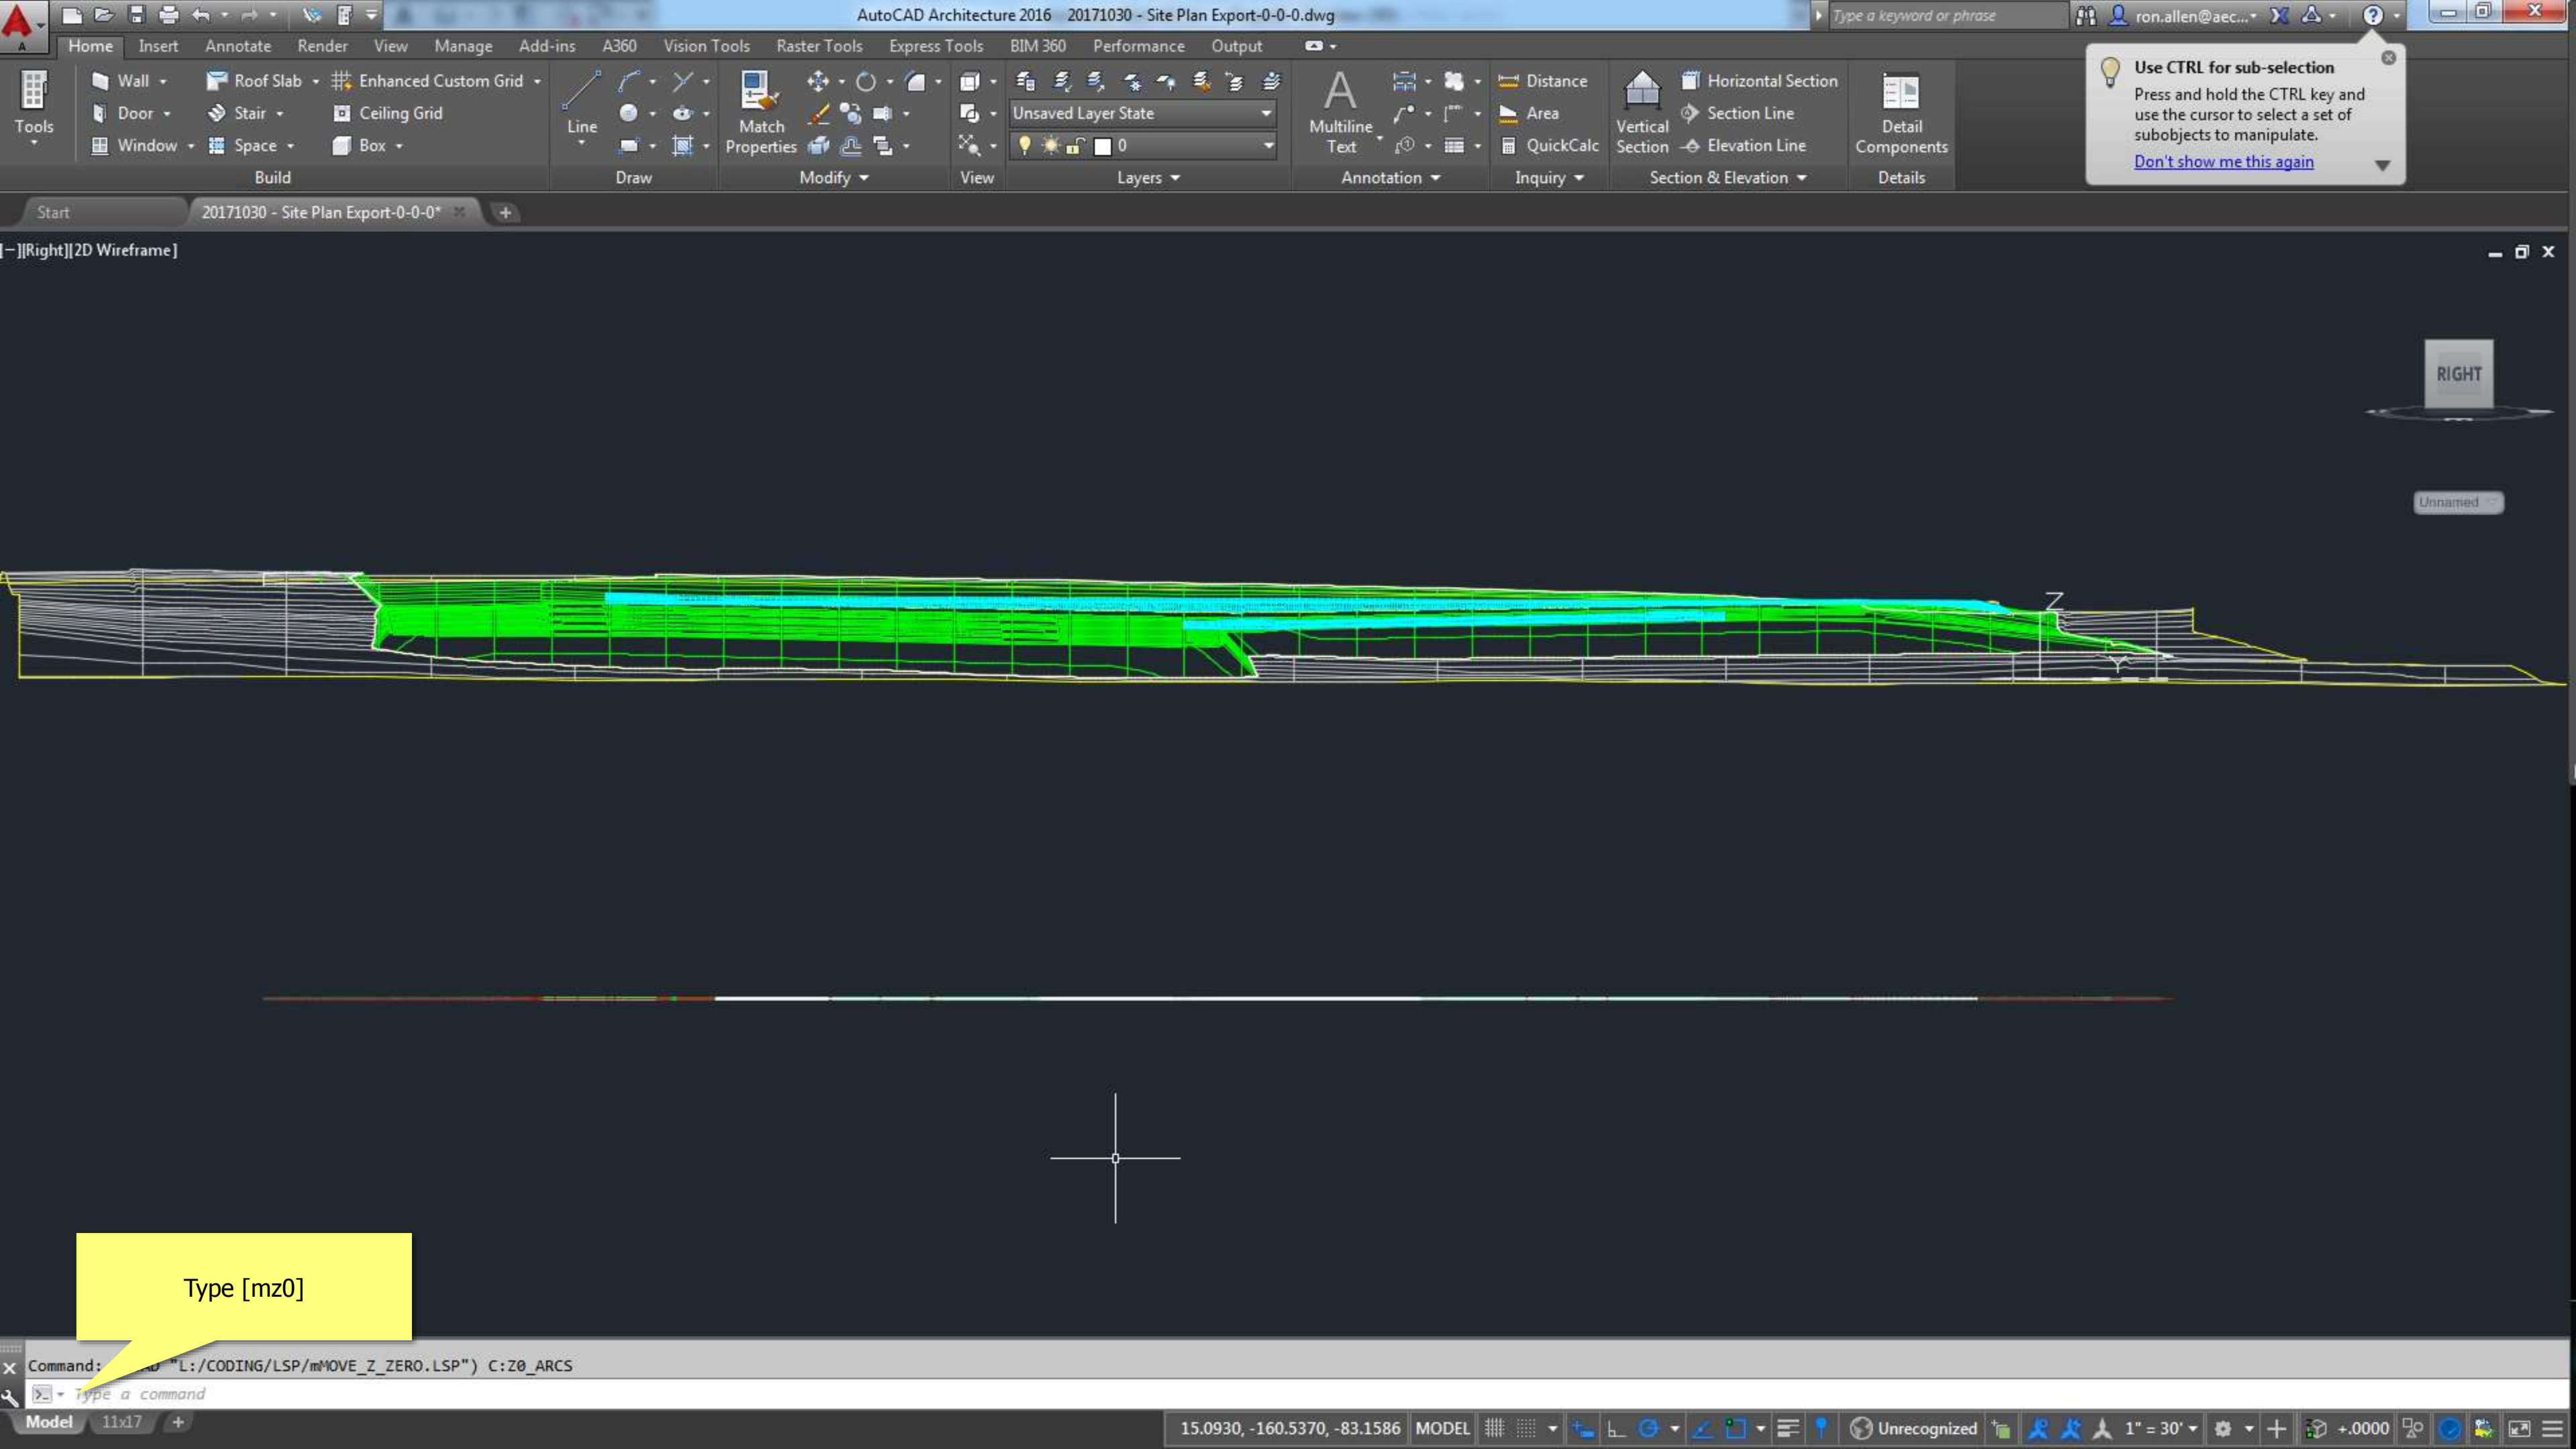 AutoCAD Architecture 2016 20171030 - Site Plan Export-0-0-0.dwg
Type a keyword or phrase
ron.allen@aec...
Home Insert Annotate Render View Manage Add-ins A360 Vision Tools Raster Tools Express Tools BIM 360 Performance Output
Tools
Wall Roof Slab Enhanced Custom Grid
Door Stair Ceiling Grid
Window Space Box
Build
Line
Draw
Match
Properties
Modify
View
Unsaved Layer State
0
Layers
A
Multiline
Text
Annotation
Distance
Area
QuickCalc
Inquiry
Vertical
Section
Horizontal Section
Section Line
Elevation Line
Section & Elevation
Detail
Components
Details
Use CTRL for sub-selection
Press and hold the CTRL key and
use the cursor to select a set of
subobjects to manipulate.
Don't show me this again
Start 20171030 - Site Plan Export-0-0-0*
[−][Right][2D Wireframe]
RIGHT
Unnamed
Z
Y
Type [mz0]
Command: AD "L:/CODING/LSP/mMOVE_Z_ZERO.LSP") C:Z0_ARCS
Type a command
Model 11x17 +
15.0930, -160.5370, -83.1586 MODEL Unrecognized 1" = 30' +.0000